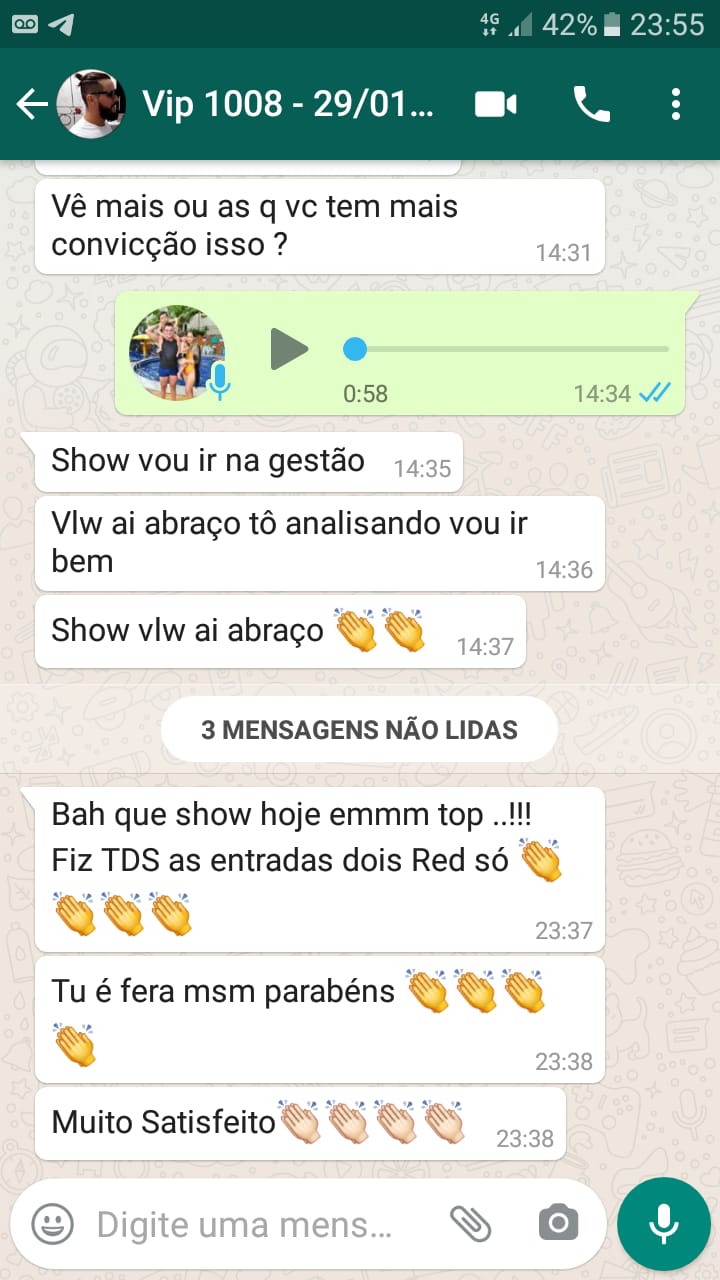 4G 42% 23:55
Vip 1008 - 29/01...
Vê mais ou as q vc tem mais
convicção isso ?
14:31
0:58 14:34
Show vou ir na gestão 14:35
Vlw ai abraço tô analisando vou ir
bem
14:36
Show vlw ai abraço 👏👏 14:37
3 MENSAGENS NÃO LIDAS
Bah que show hoje emmm top ..!!!
Fiz TDS as entradas dois Red só 👏
👏👏👏
23:37
Tu é fera msm parabéns 👏👏👏
👏
23:38
Muito Satisfeito👏🏻👏🏻👏🏻👏🏻 23:38
Digite uma mens...